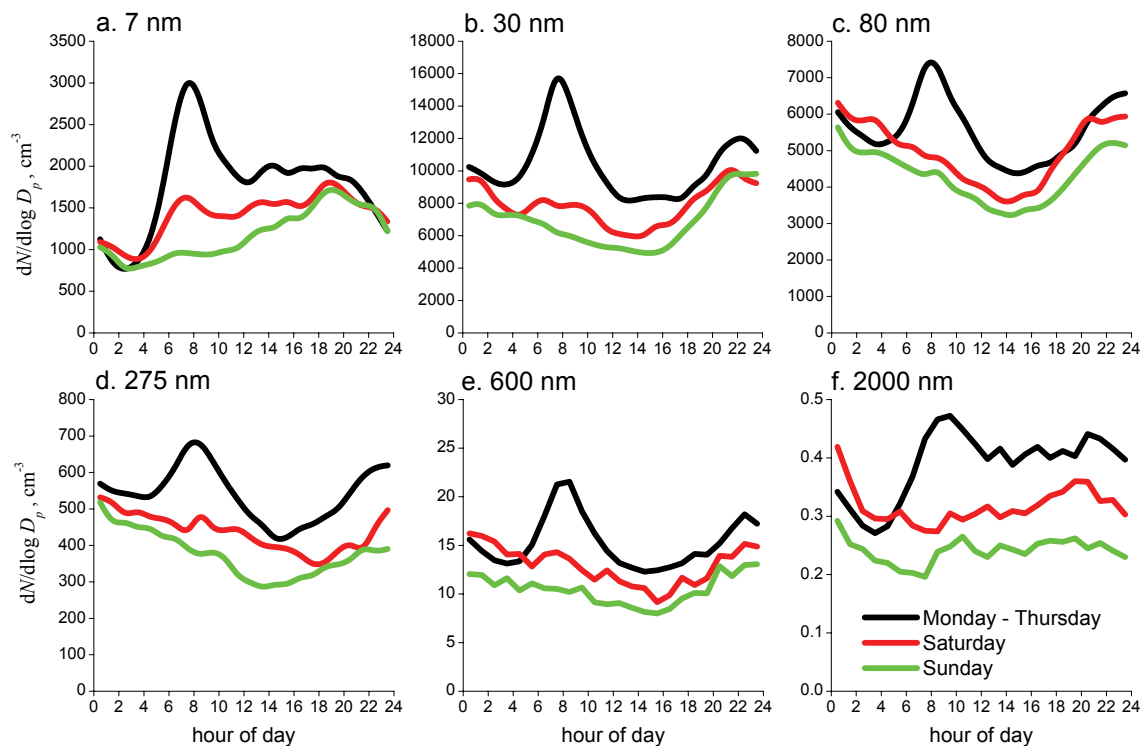 a. 7 nm
3500
3000
2500
2000
1500
1000
500
0
dN/dlog Dp , cm-3
0 2 4 6 8 10 12 14 16 18 20 22 24
b. 30 nm
18000
16000
14000
12000
10000
8000
6000
4000
2000
0
0 2 4 6 8 10 12 14 16 18 20 22 24
c. 80 nm
8000
7000
6000
5000
4000
3000
2000
1000
0
0 2 4 6 8 10 12 14 16 18 20 22 24
d. 275 nm
800
700
600
500
400
300
200
100
0
dN/dlog Dp , cm-3
0 2 4 6 8 10 12 14 16 18 20 22 24
hour of day
e. 600 nm
30
25
20
15
10
5
0
0 2 4 6 8 10 12 14 16 18 20 22 24
hour of day
f. 2000 nm
0.5
0.4
0.3
0.2
0.1
0.0
Monday - Thursday
Saturday
Sunday
0 2 4 6 8 10 12 14 16 18 20 22 24
hour of day